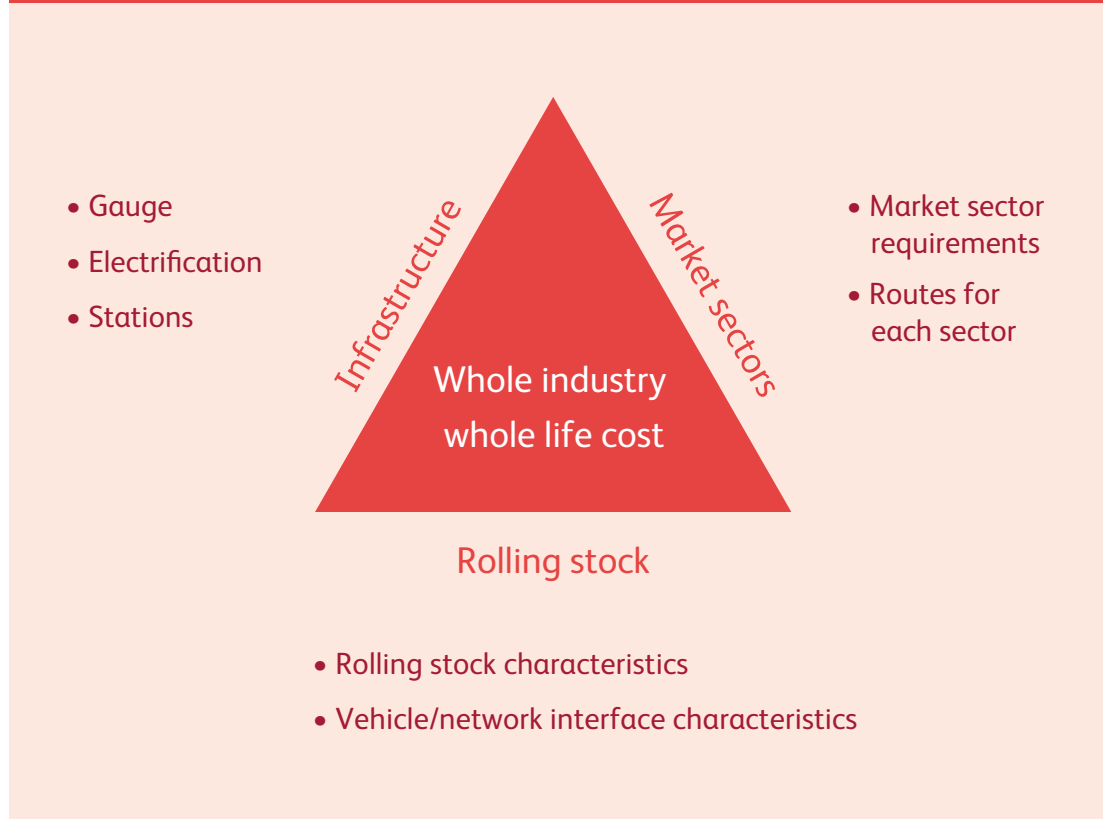 • Gauge
• Electrification
• Stations
Infrastructure
Market sectors
• Market sector
requirements
• Routes for
each sector
Whole industry
whole life cost
Rolling stock
• Rolling stock characteristics
• Vehicle/network interface characteristics